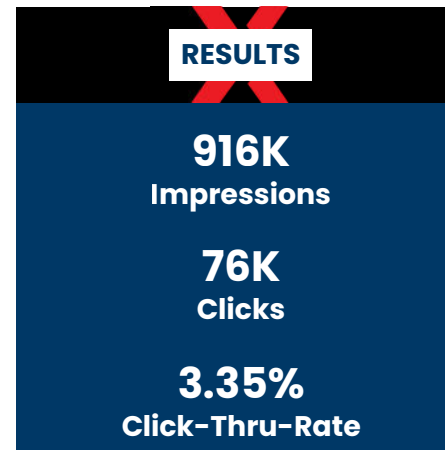 RESULTS
916K
Impressions
76K
Clicks
3.35%
Click-Thru-Rate